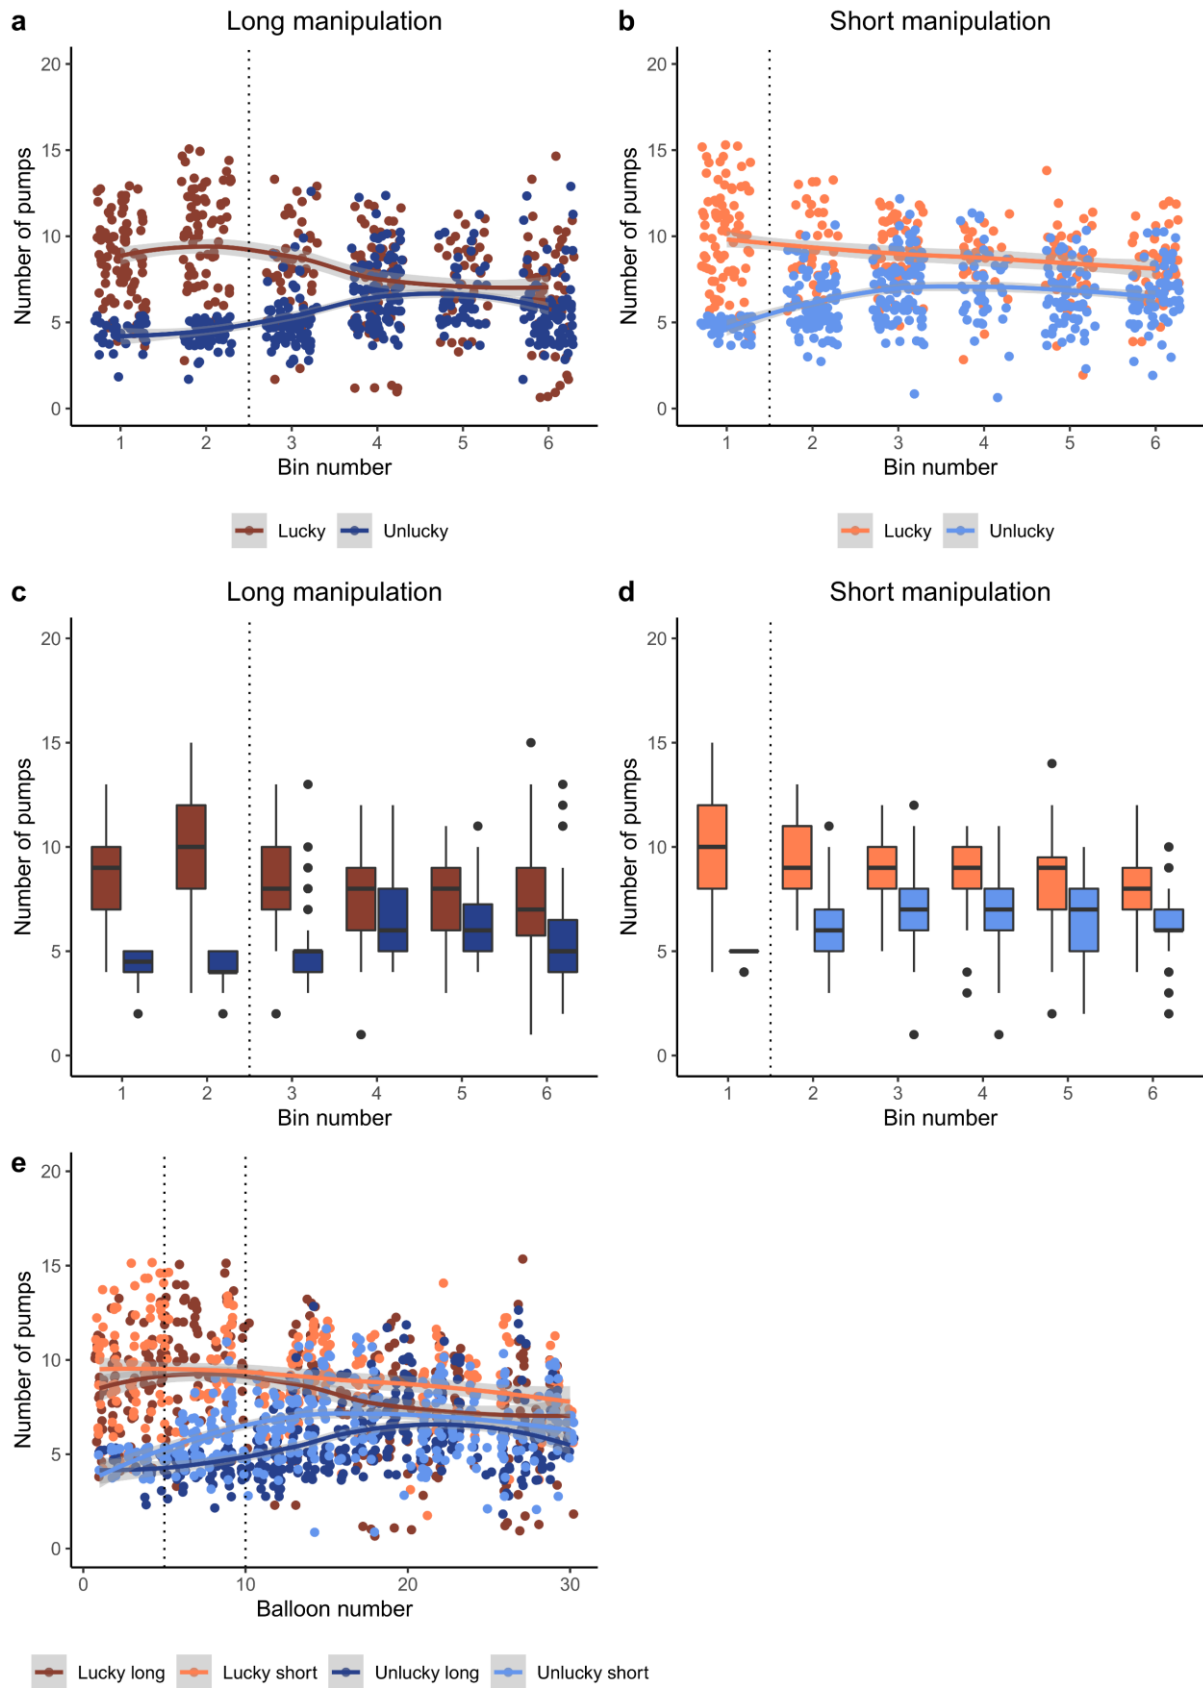 a
Long manipulation
20
15
10
5
0
Number of pumps
1 2 3 4 5 6
Bin number
Lucky Unlucky
b
Short manipulation
20
15
10
5
0
Number of pumps
1 2 3 4 5 6
Bin number
Lucky Unlucky
c
Long manipulation
20
15
10
5
0
Number of pumps
1 2 3 4 5 6
Bin number
d
Short manipulation
20
15
10
5
0
Number of pumps
1 2 3 4 5 6
Bin number
e
20
15
10
5
0
Number of pumps
0 10 20 30
Balloon number
Lucky long Lucky short Unlucky long Unlucky short